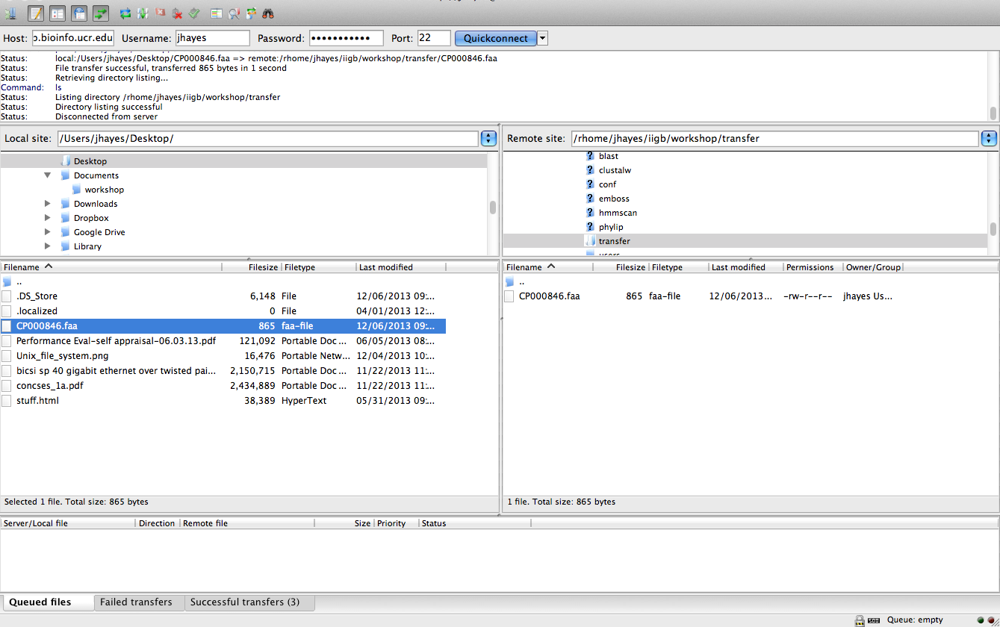 Host: o.bioinfo.ucr.edu Username: jhayes Password: ••••••••••• Port: 22 Quickconnect
Status: local:/Users/jhayes/Desktop/CP000846.faa => remote:/rhome/jhayes/iigb/workshop/transfer/CP000846.faa
Status: File transfer successful, transferred 865 bytes in 1 second
Status: Retrieving directory listing...
Command: ls
Status: Listing directory /rhome/jhayes/iigb/workshop/transfer
Status: Directory listing successful
Status: Disconnected from server
Local site: /Users/jhayes/Desktop/
Desktop
Documents
workshop
Downloads
Dropbox
Google Drive
Library
Remote site: /rhome/jhayes/iigb/workshop/transfer
? blast
? clustalw
? conf
? emboss
? hmmscan
? phylip
transfer
users
Filename Filesize Filetype Last modified
..
.DS_Store 6,148 File 12/06/2013 09:...
.localized 0 File 04/01/2013 12:...
CP000846.faa 865 faa-file 12/06/2013 09:...
Performance Eval-self appraisal-06.03.13.pdf 121,092 Portable Doc ... 06/05/2013 08:...
Unix_file_system.png 16,476 Portable Netw... 12/04/2013 10:...
bicsi sp 40 gigabit ethernet over twisted pai... 2,150,715 Portable Doc ... 11/22/2013 11:...
concses_1a.pdf 2,434,889 Portable Doc ... 11/22/2013 11:...
stuff.html 38,389 HyperText 05/31/2013 09:...
Selected 1 file. Total size: 865 bytes
Filename Filesize Filetype Last modified Permissions Owner/Group
..
CP000846.faa 865 faa-file 12/06/2013... -rw-r--r-- jhayes Us...
1 file. Total size: 865 bytes
Server/Local file Direction Remote file Size Priority Status
Queued files Failed transfers Successful transfers (3)
Queue: empty